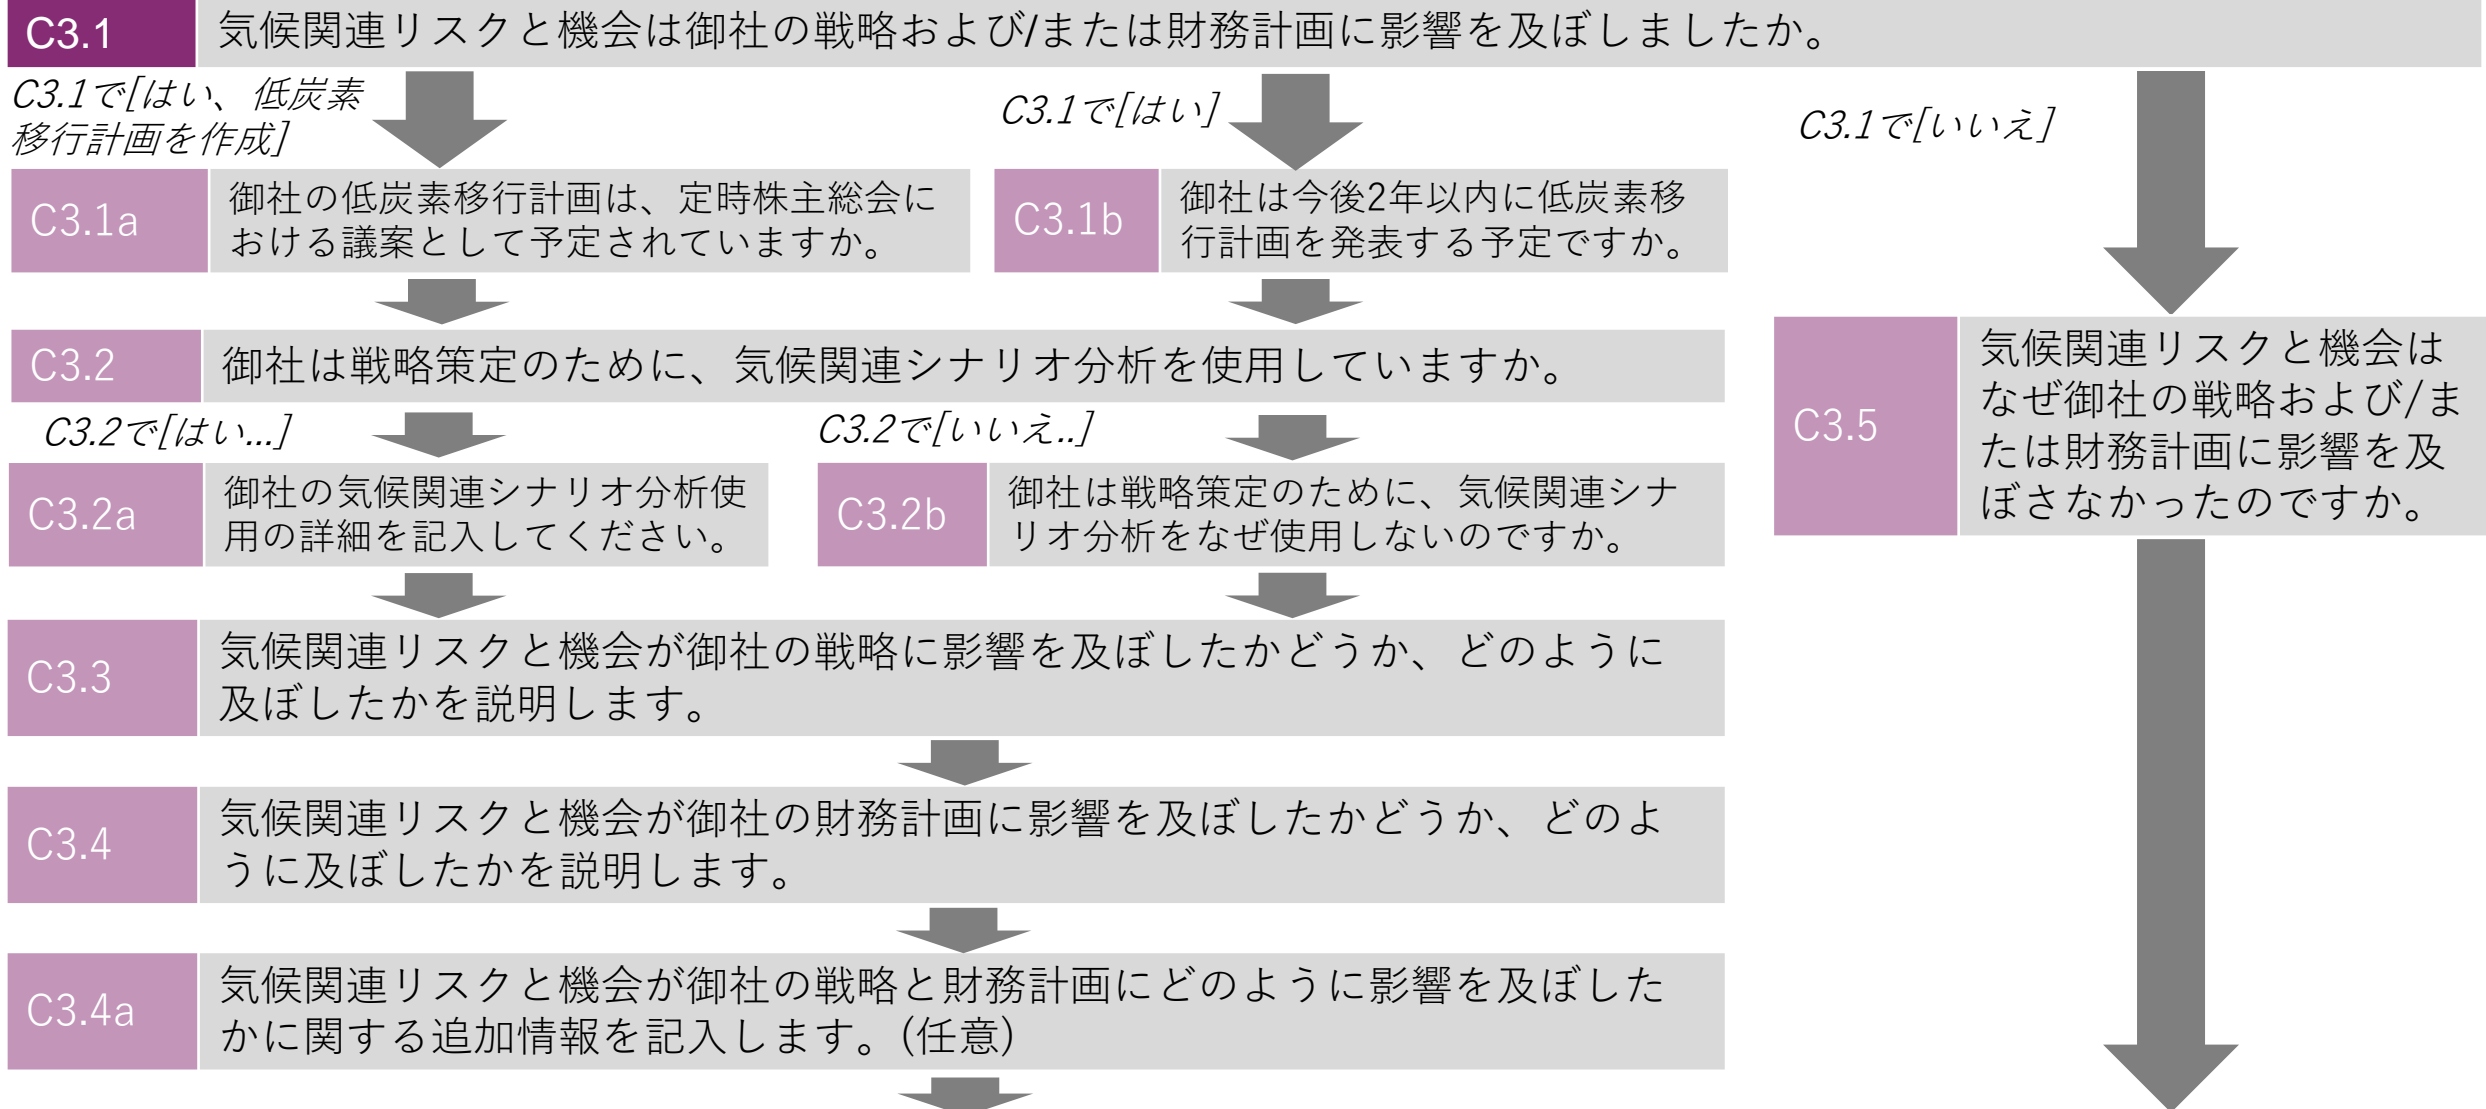 C3.1
気候関連リスクと機会は御社の戦略および/または財務計画に影響を及ぼしましたか。
C3.1で[はい、低炭素
移行計画を作成]
C3.1で[はい]
C3.1で[いいえ]
C3.1a
御社の低炭素移行計画は、定時株主総会に
おける議案として予定されていますか。
C3.1b
御社は今後2年以内に低炭素移
行計画を発表する予定ですか。
C3.2
御社は戦略策定のために、気候関連シナリオ分析を使用していますか。
C3.5
気候関連リスクと機会は
なぜ御社の戦略および/ま
たは財務計画に影響を及
ぼさなかったのですか。
C3.2で[はい...]
C3.2で[いいえ..]
C3.2a
御社の気候関連シナリオ分析使
用の詳細を記入してください。
C3.2b
御社は戦略策定のために、気候関連シナ
リオ分析をなぜ使用しないのですか。
C3.3
気候関連リスクと機会が御社の戦略に影響を及ぼしたかどうか、どのように
及ぼしたかを説明します。
C3.4
気候関連リスクと機会が御社の財務計画に影響を及ぼしたかどうか、どのよ
うに及ぼしたかを説明します。
C3.4a
気候関連リスクと機会が御社の戦略と財務計画にどのように影響を及ぼした
かに関する追加情報を記入します。(任意)